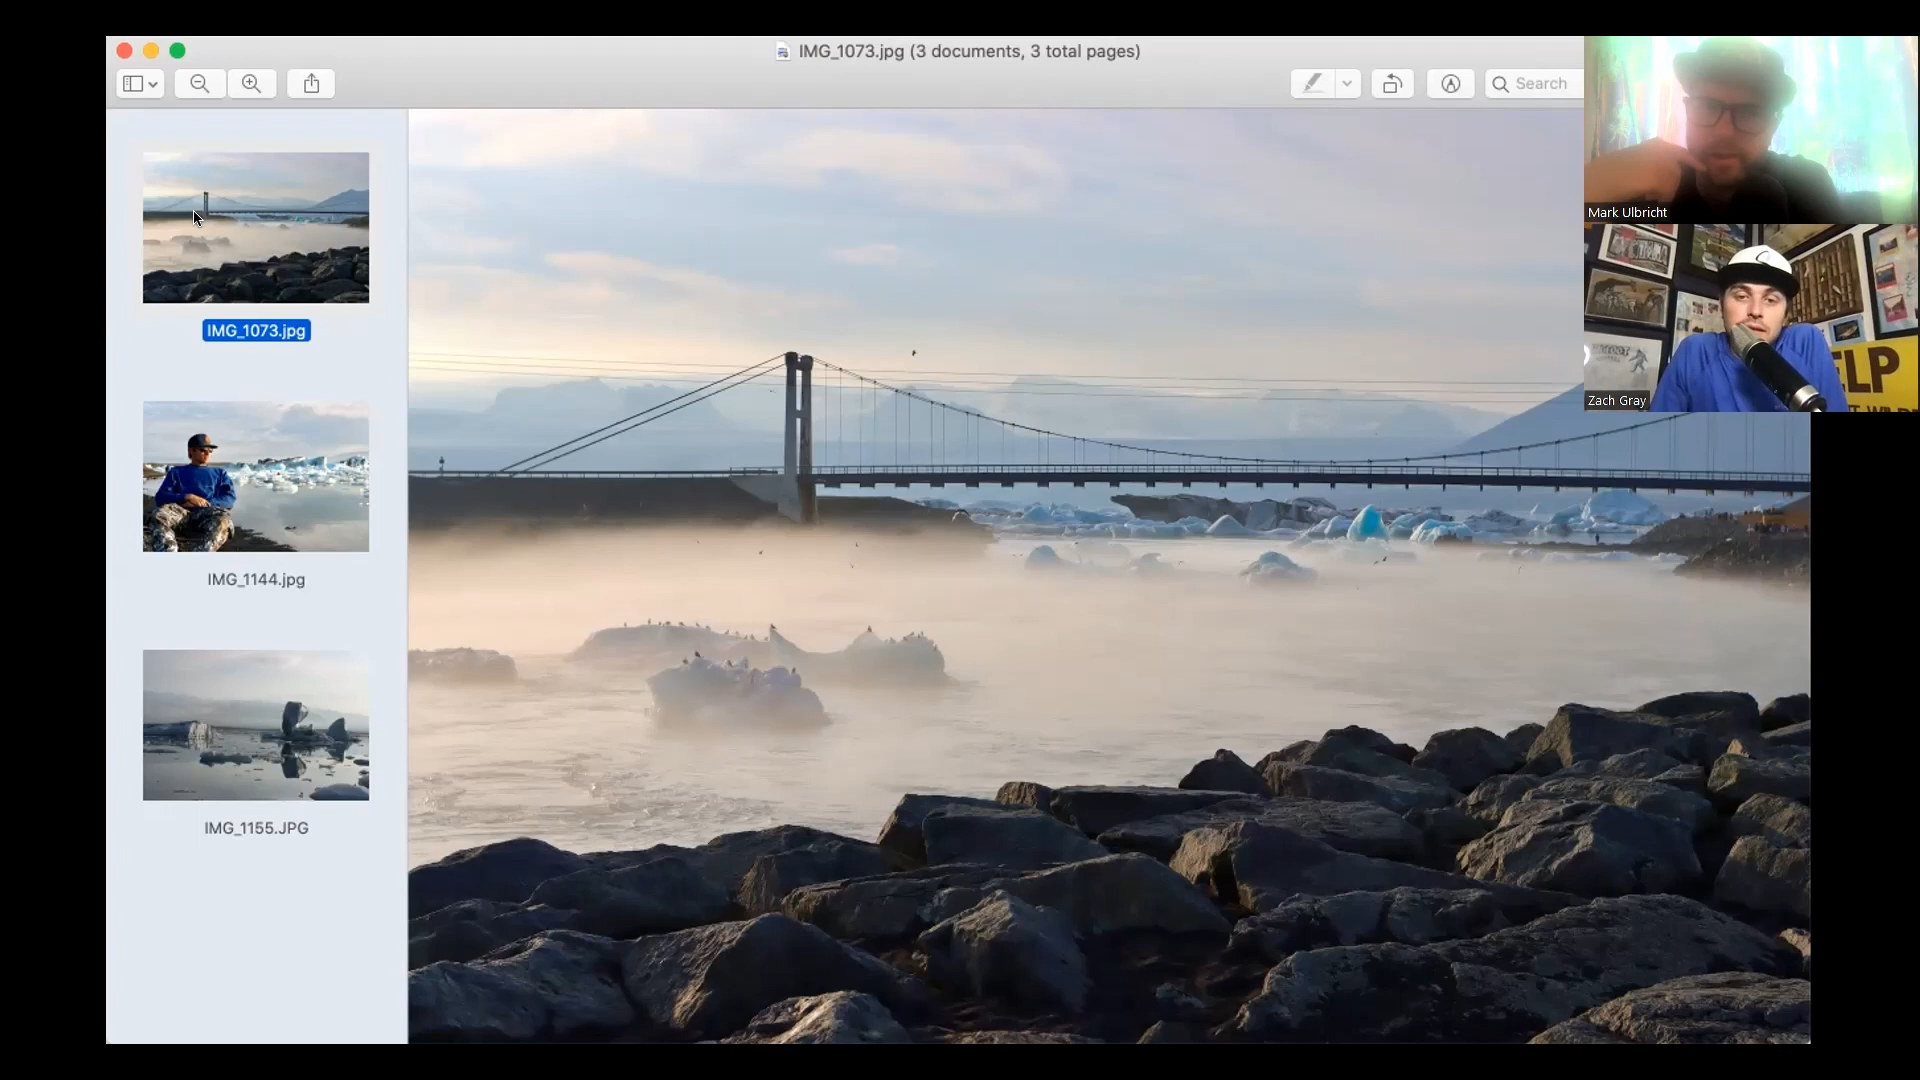 IMG_1073.jpg (3 documents, 3 total pages)
Search
IMG_1073.jpg
IMG_1144.jpg
IMG_1155.JPG
Mark Ulbricht
ELP
Zach Gray